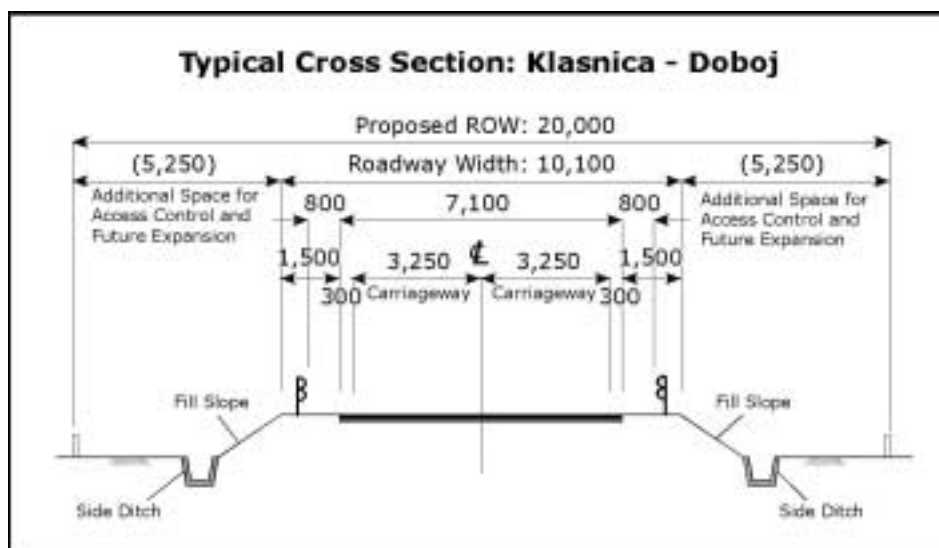 Typical Cross Section: Klasnica - Doboj
Proposed ROW: 20,000
(5,250)
Roadway Width: 10,100
(5,250)
Additional Space for
Access Control and
Future Expansion
800
7,100
800
Additional Space for
Access Control and
Future Expansion
1,500
3,250
℄
3,250
1,500
300
Carriageway
Carriageway
300
Fill Slope
Fill Slope
Side Ditch
Side Ditch